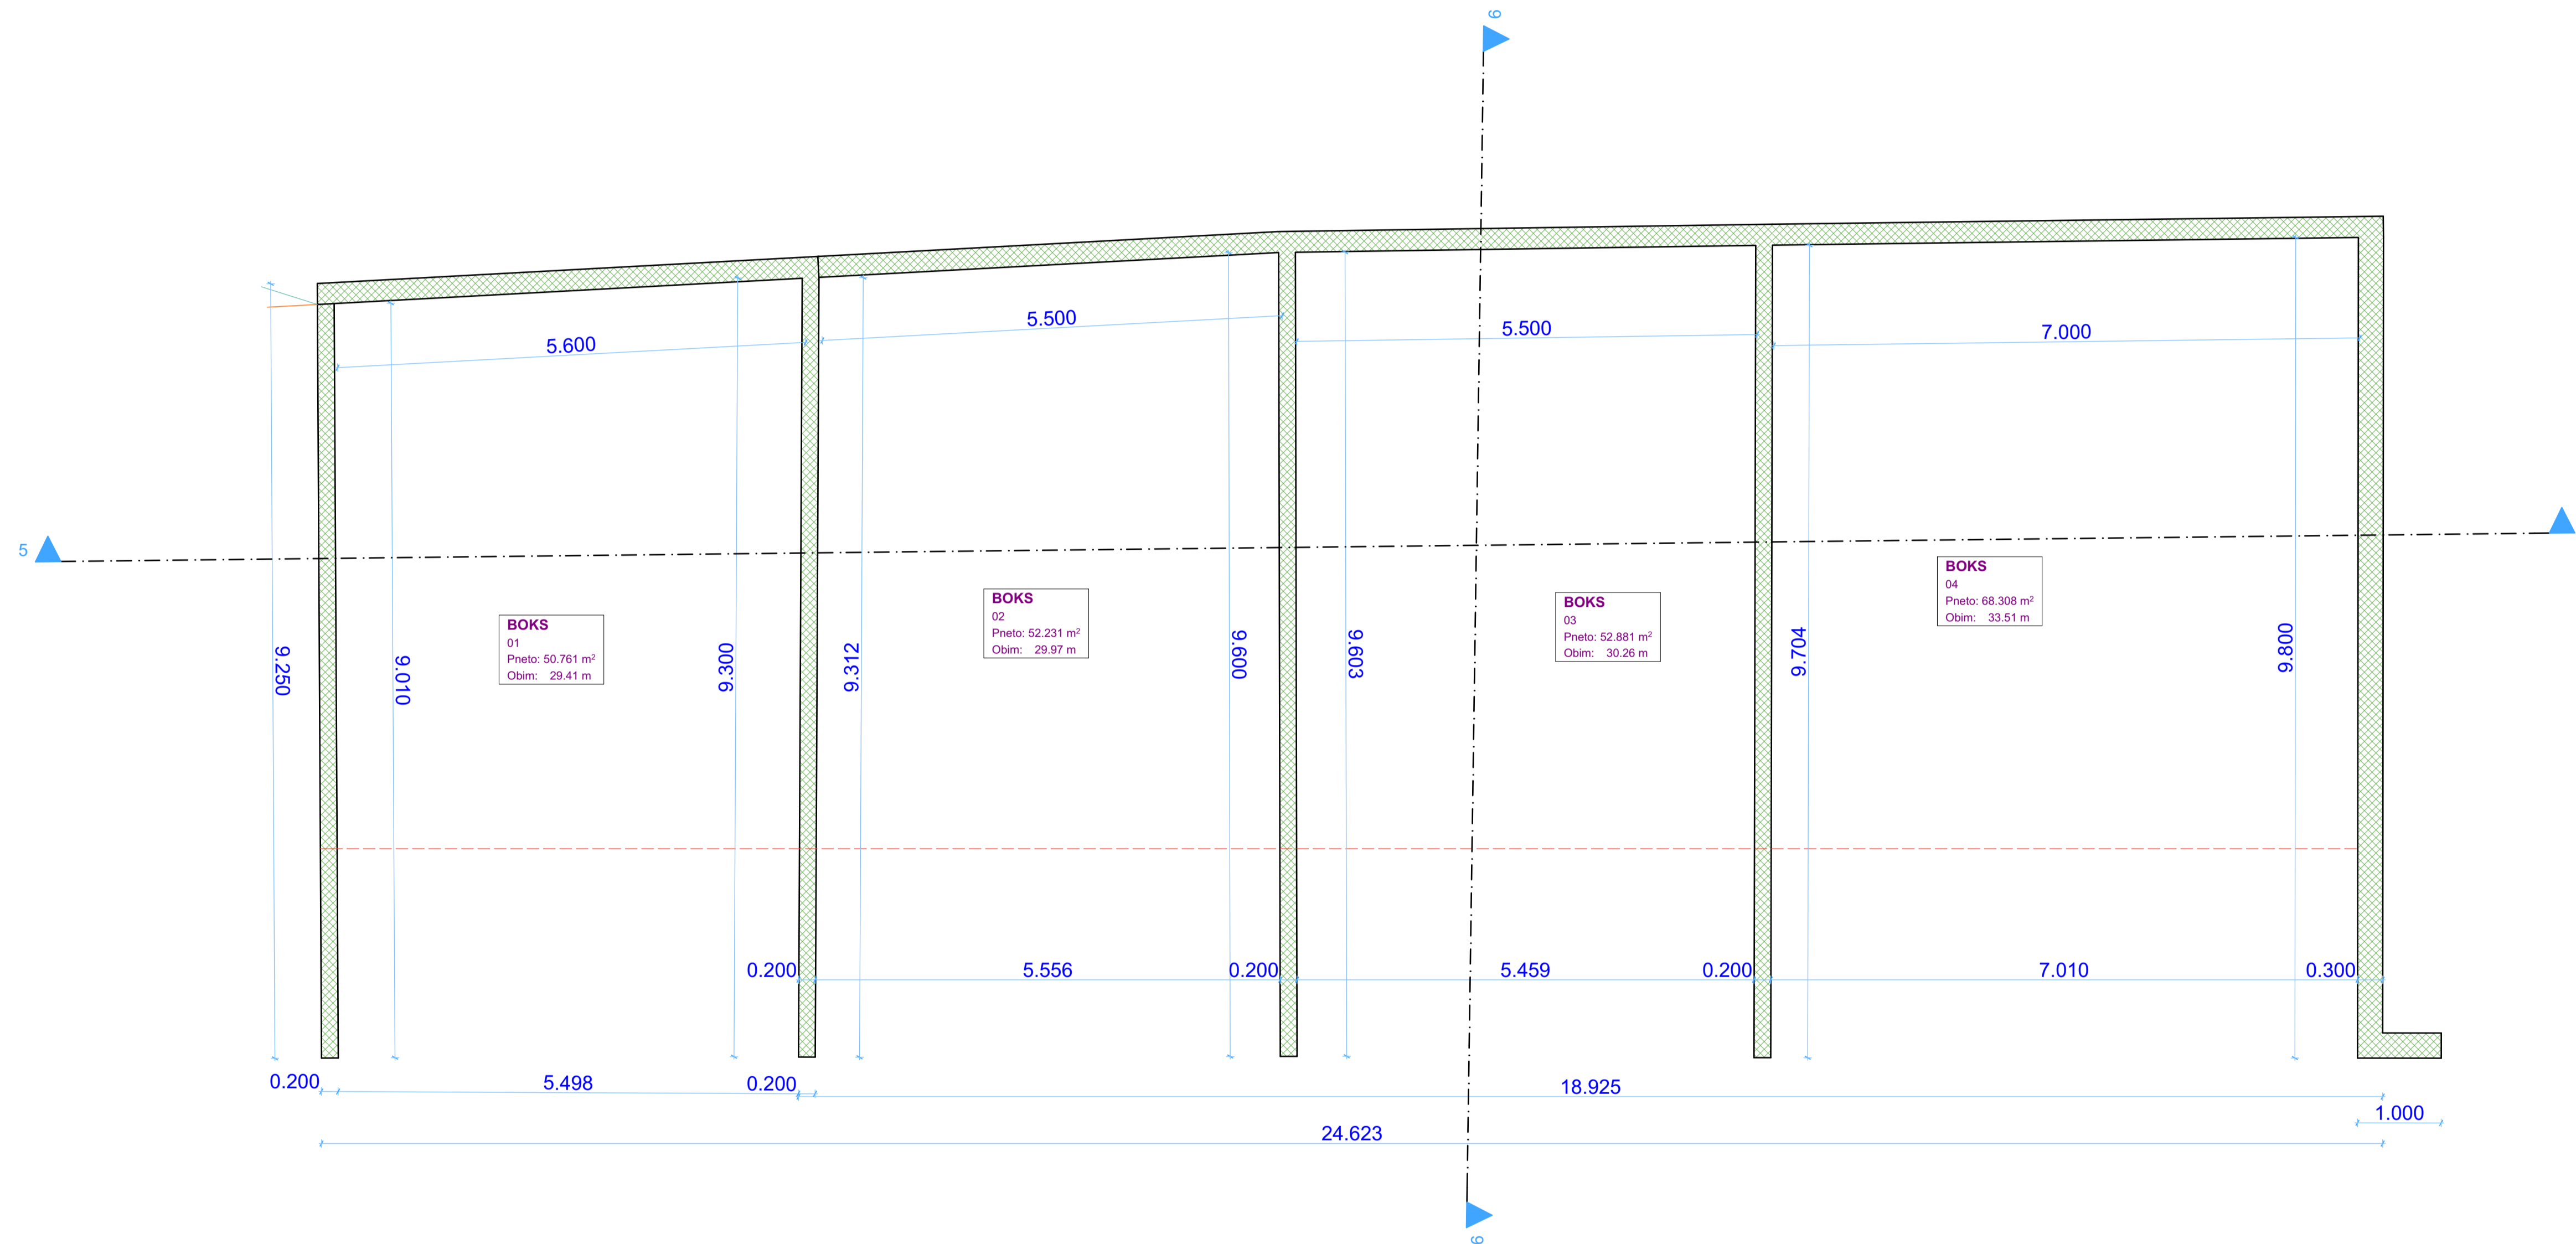 6
5.600
5.500
5.500
7.000
5
9.250
9.010
9.300
9.312
9.600
9.603
9.704
9.800
BOKS
01
Pneto: 50.761 m²
Obim: 29.41 m
BOKS
02
Pneto: 52.231 m²
Obim: 29.97 m
BOKS
03
Pneto: 52.881 m²
Obim: 30.26 m
BOKS
04
Pneto: 68.308 m²
Obim: 33.51 m
0.200
5.556
0.200
5.459
0.200
7.010
0.300
0.200
5.498
0.200
18.925
1.000
24.623
6